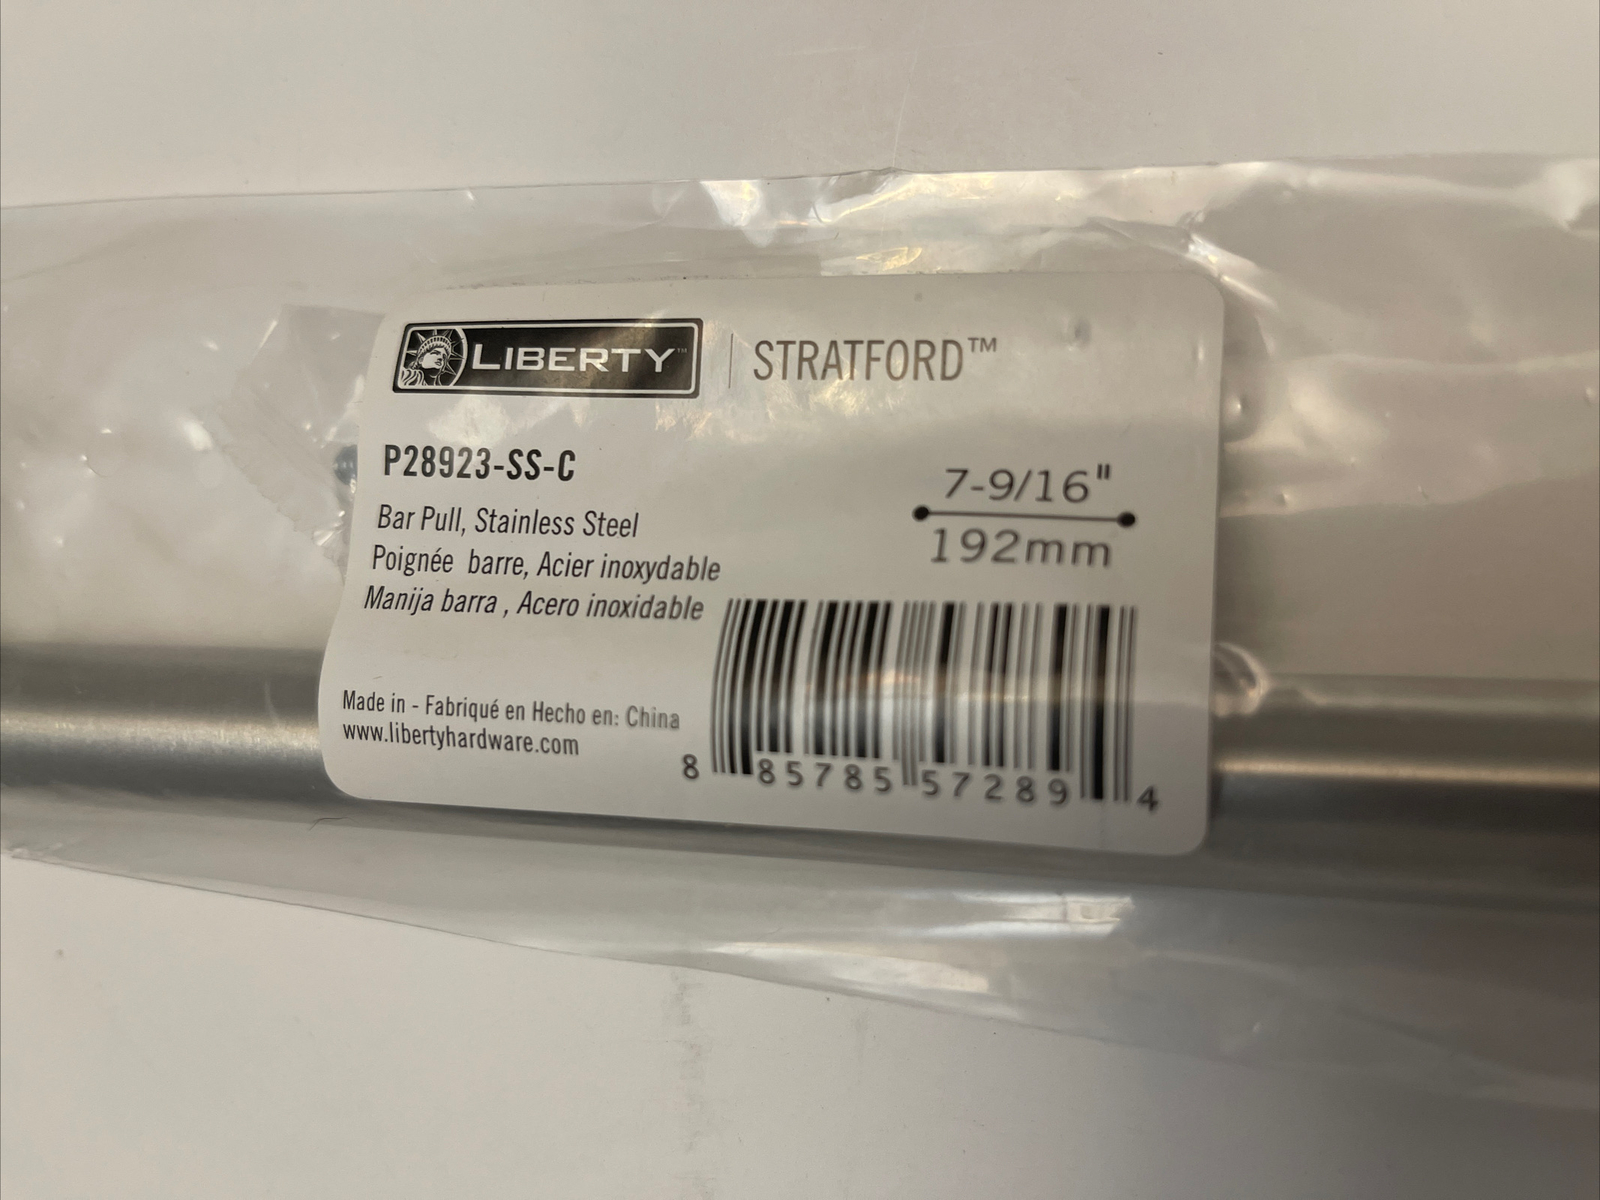 LIBERTY™ | STRATFORD™
P28923-SS-C
7-9/16"
192mm
Bar Pull, Stainless Steel
Poignée barre, Acier inoxydable
Manija barra , Acero inoxidable
Made in - Fabriqué en Hecho en: China
www.libertyhardware.com
8 85785 57289 4